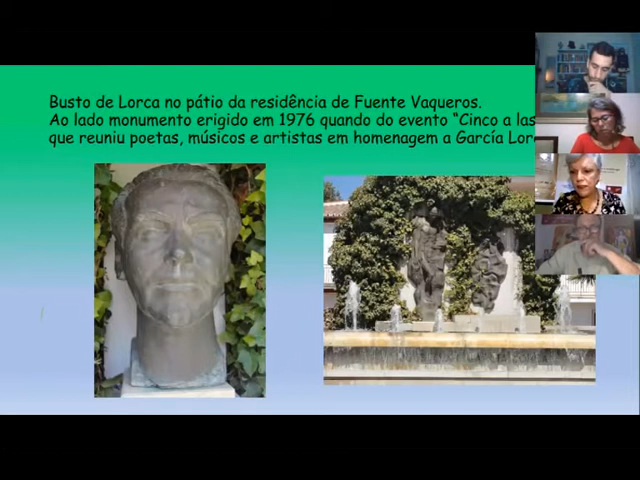 Busto de Lorca no pátio da residência de Fuente Vaqueros.
Ao lado monumento erigido em 1976 quando do evento “Cinco a las
que reuniu poetas, músicos e artistas em homenagem a García